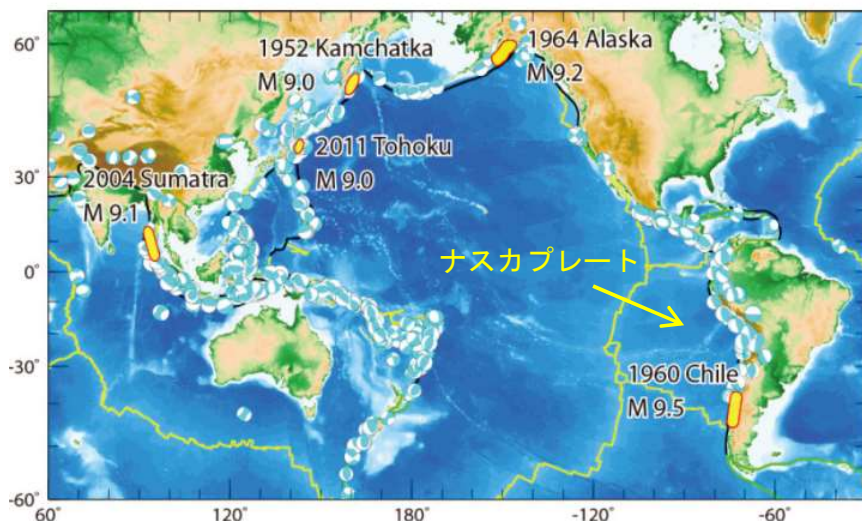 60°
1952 Kamchatka
M 9.0
1964 Alaska
M 9.2
2011 Tohoku
M 9.0
30°
2004 Sumatra
M 9.1
ナスカプレート
0°
-30°
1960 Chile
M 9.5
-60°
60°
120°
180°
-120°
-60°